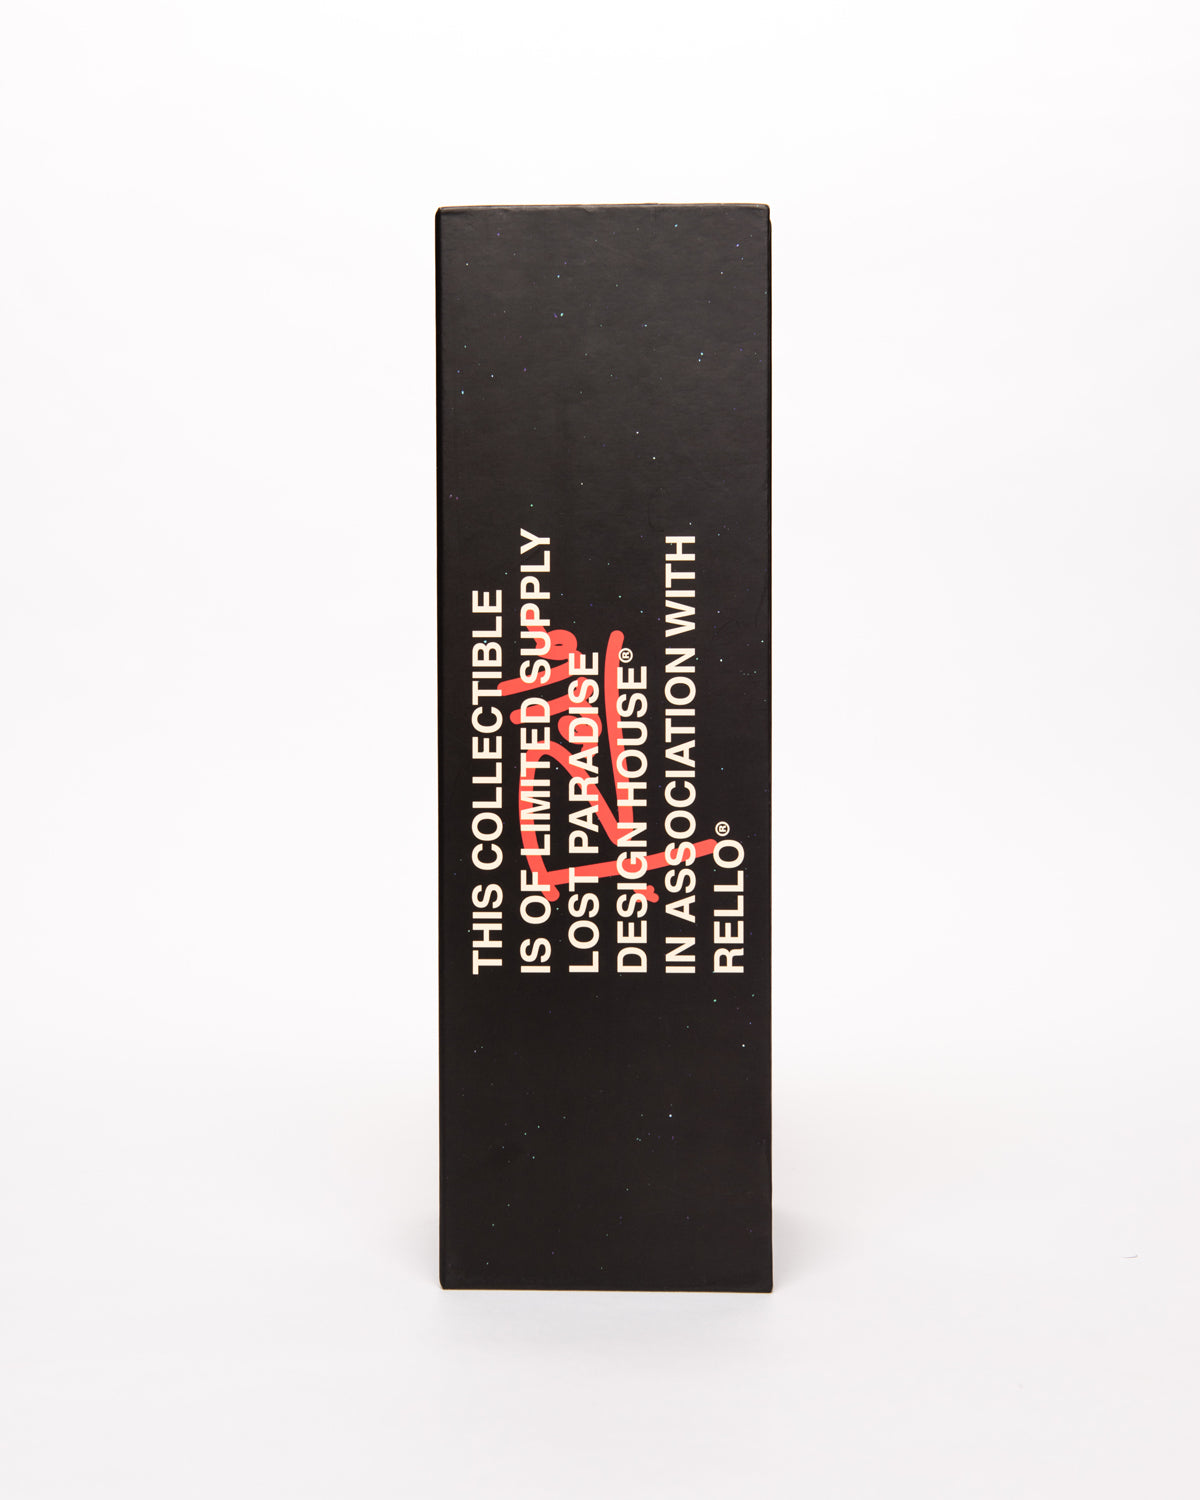 THIS COLLECTIBLE
IS OF LIMITED SUPPLY
LOST PARADISE
DESIGN HOUSE®
IN ASSOCIATION WITH
RELLO®